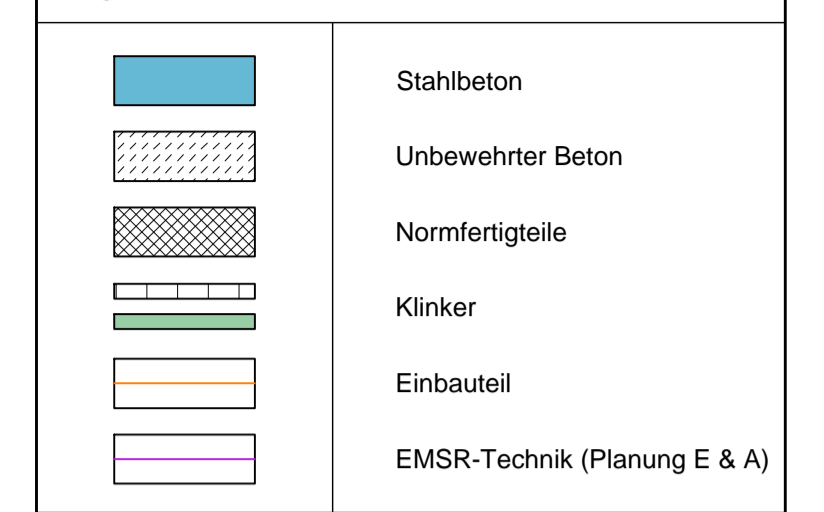 Stahlbeton
Unbewehrter Beton
Normfertigteile
Klinker
Einbauteil
EMSR-Technik (Planung E & A)